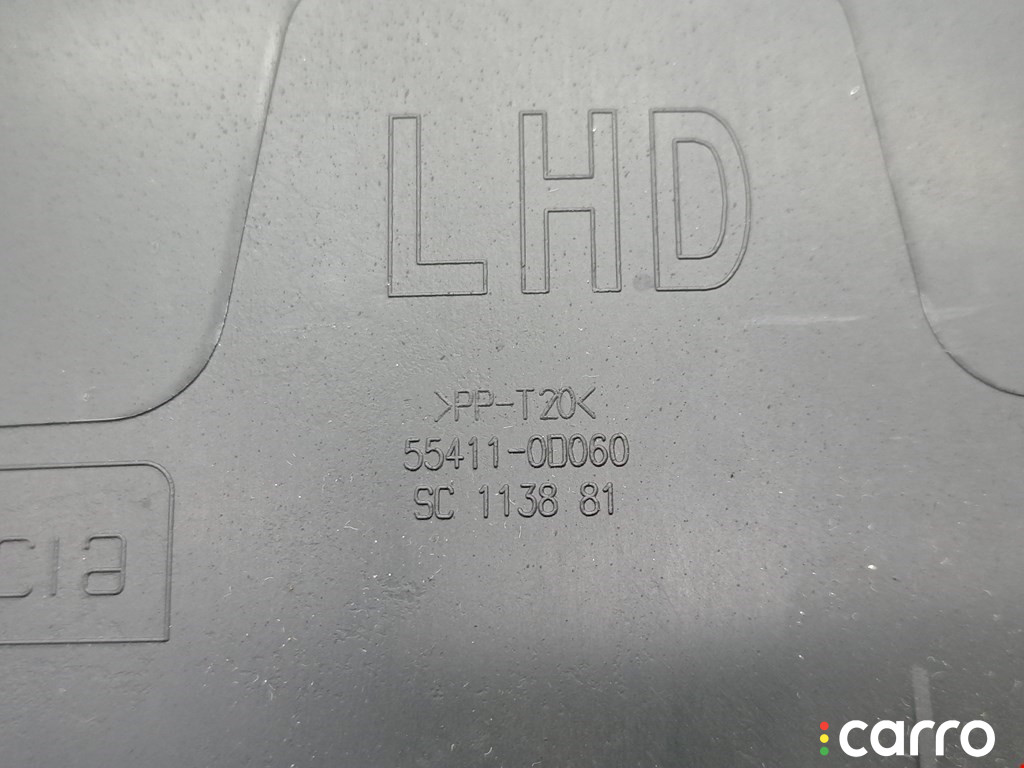 LHD
>PP-T20<
55411-0D060
SC 1138 81
carro